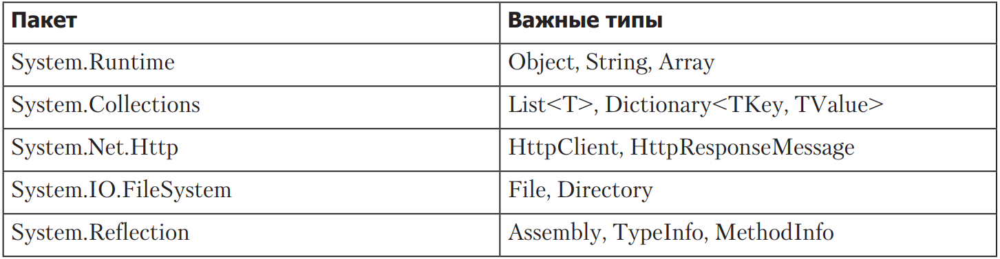 Пакет Важные типы
System.Runtime Object, String, Array
System.Collections List<T>, Dictionary<TKey, TValue>
System.Net.Http HttpClient, HttpResponseMessage
System.IO.FileSystem File, Directory
System.Reflection Assembly, TypeInfo, MethodInfo